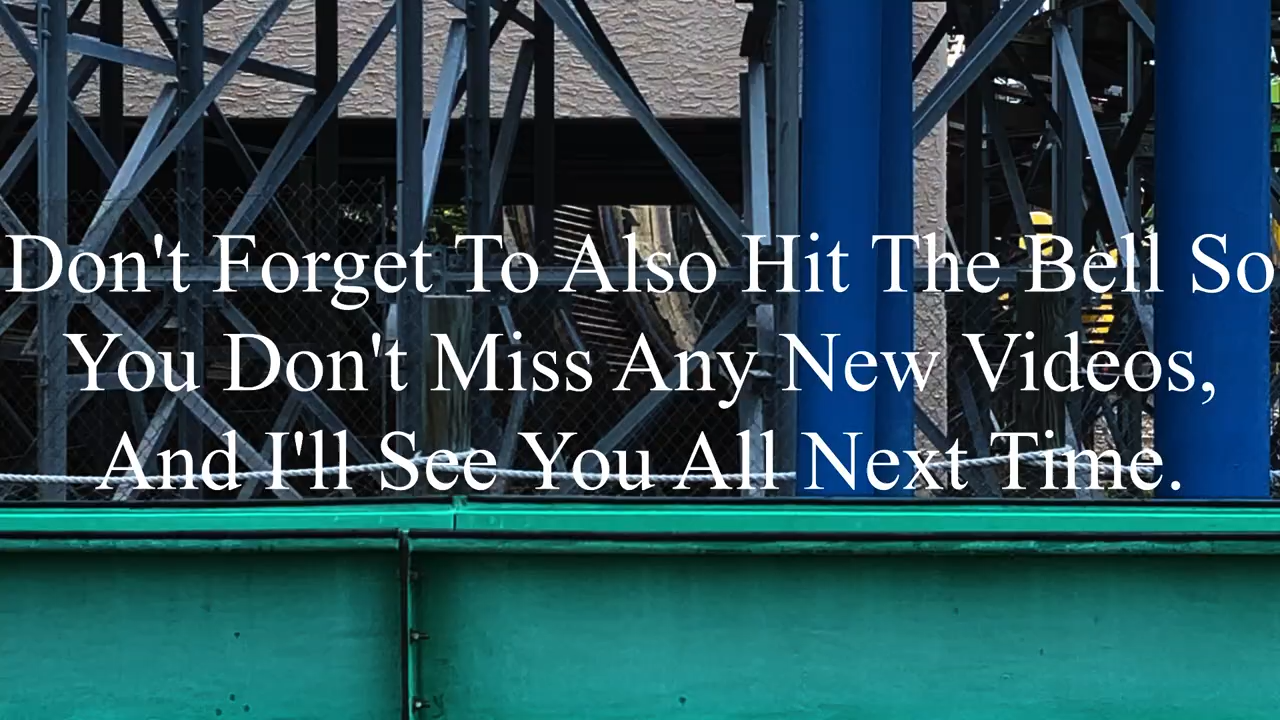 Don't Forget To Also Hit The Bell So
You Don't Miss Any New Videos,
And I'll See You All Next Time.